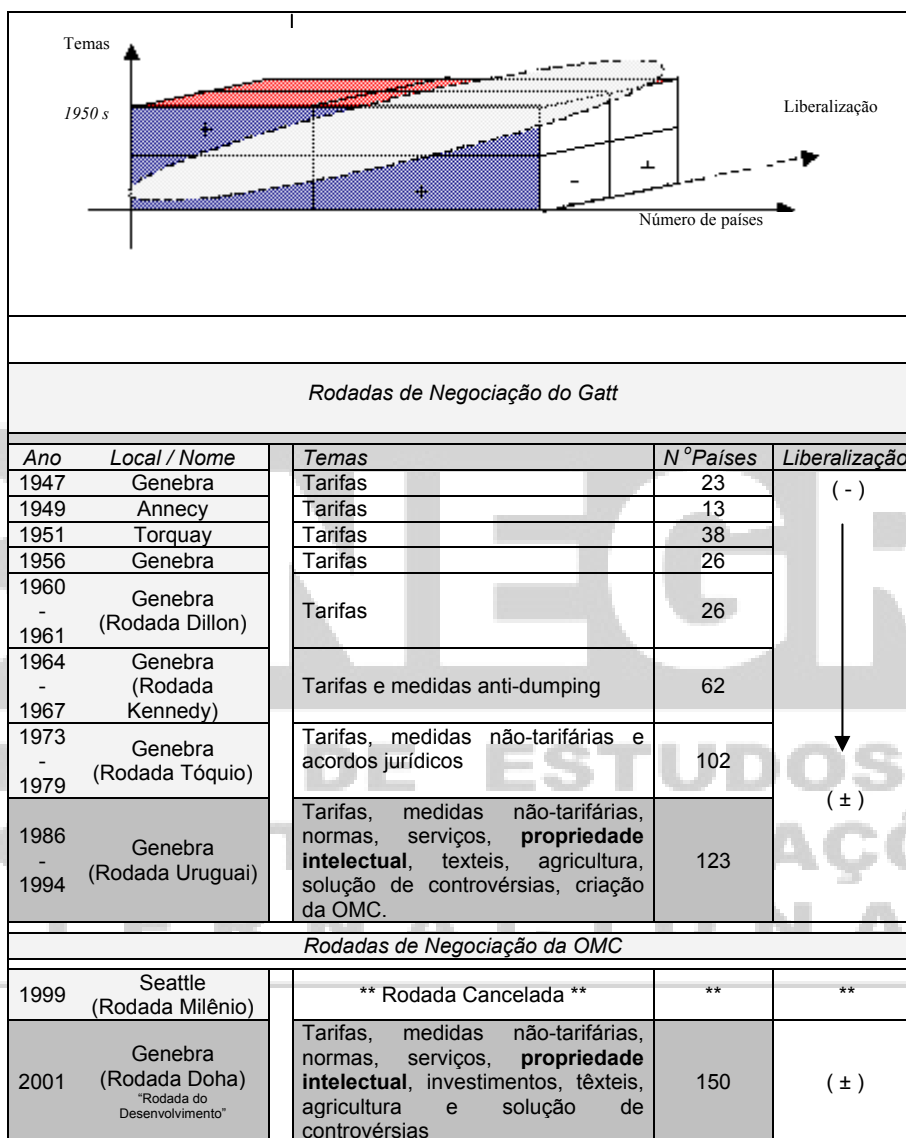 Temas
1950 s
Liberalização
Número de países
Rodadas de Negociação do Gatt
Ano Local / Nome Temas NºPaíses Liberalização
1947 Genebra Tarifas 23 ( - )
1949 Annecy Tarifas 13
1951 Torquay Tarifas 38
1956 Genebra Tarifas 26
1960
-
1961
Genebra
(Rodada Dillon)
Tarifas
26
1964
-
1967
Genebra
(Rodada
Kennedy)
Tarifas e medidas anti-dumping
62
1973
-
1979
Genebra
(Rodada Tóquio)
Tarifas, medidas não-tarifárias e
acordos jurídicos
102
( ± )
1986
-
1994
Genebra
(Rodada Uruguai)
Tarifas, medidas não-tarifárias,
normas, serviços, propriedade
intelectual, texteis, agricultura,
solução de controvérsias, criação
da OMC.
123
Rodadas de Negociação da OMC
1999
Seattle
(Rodada Milênio)
** Rodada Cancelada **
**
**
2001
Genebra
(Rodada Doha)
"Rodada do
Desenvolvimento"
Tarifas, medidas não-tarifárias,
normas, serviços, propriedade
intelectual, investimentos, têxteis,
agricultura e solução de
controvérsias
150
( ± )